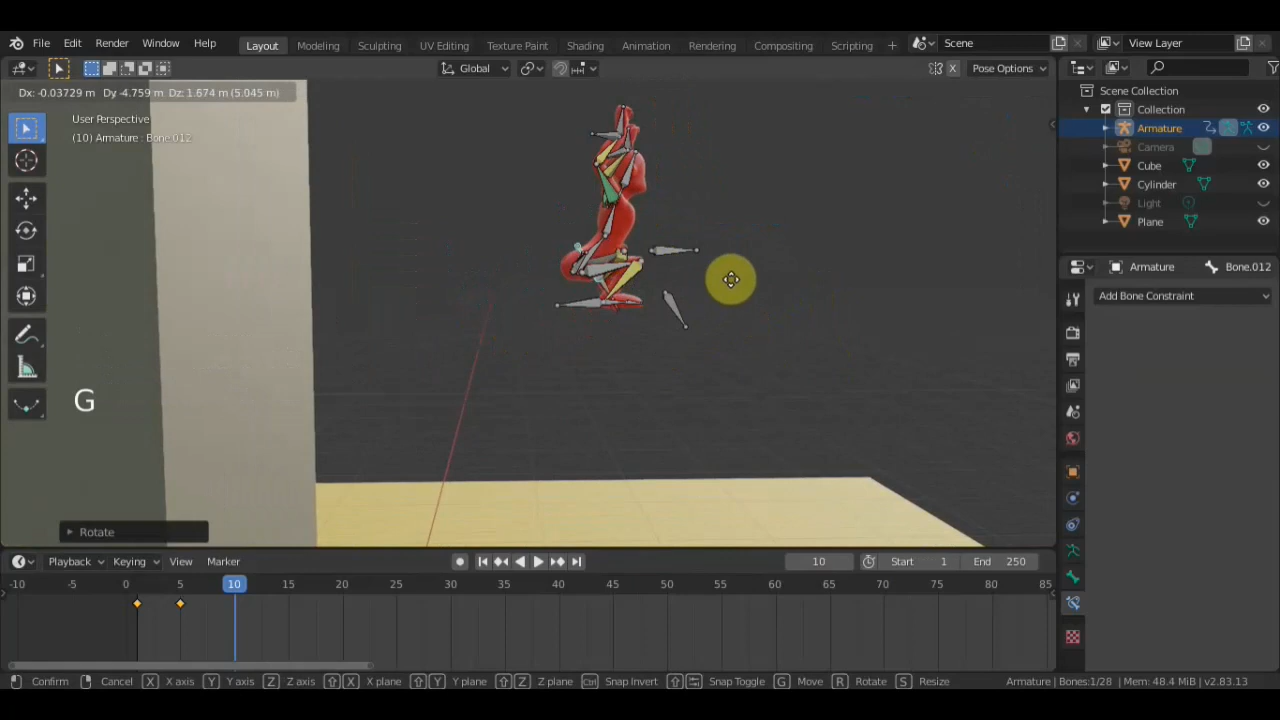 File Edit Render Window Help Layout Modeling Sculpting UV Editing Texture Paint Shading Animation Rendering Compositing Scripting + Scene View Layer
Global Pose Options
Dx: -0.03729 m Dy -4.759 m Dz: 1.674 m (5.045 m)
User Perspective
(10) Armature : Bone.012
Scene Collection
Collection
Armature
Camera
Cube
Cylinder
Light
Plane
Armature Bone.012
Add Bone Constraint
G
Rotate
Playback Keying View Marker 10 Start 1 End 250
-10 -5 0 5 10 15 20 25 30 35 40 45 50 55 60 65 70 75 80 85
Confirm Cancel X X axis Y Y axis Z Z axis X X plane Y Y plane Z Z plane Ctrl Snap Invert Snap Toggle G Move R Rotate S Resize Armature | Bones:1/28 | Mem: 48.4 MiB | v2.83.13